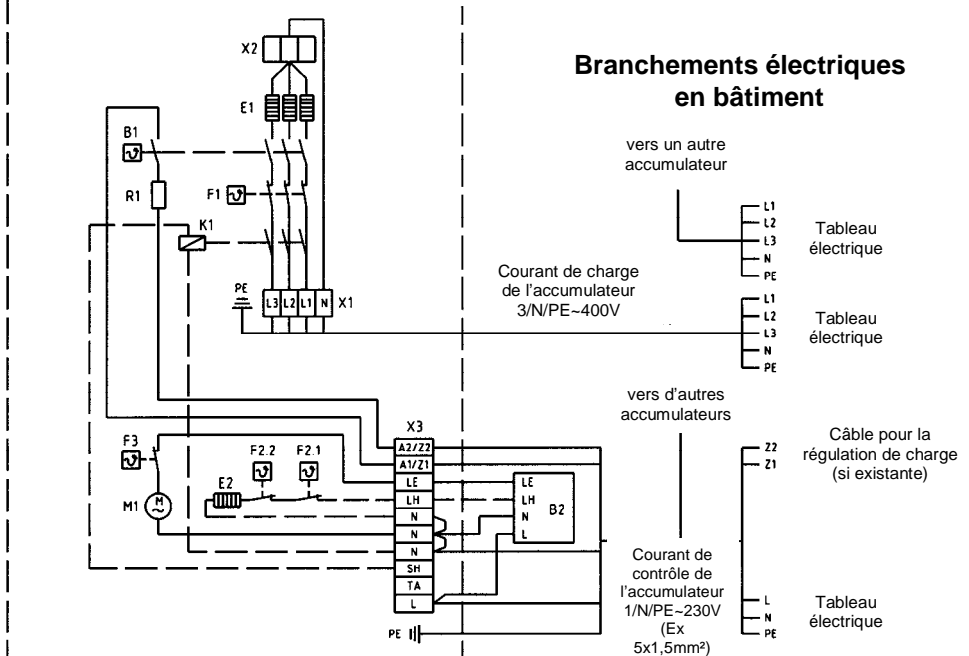 Branchements électriques
en bâtiment
X2
E1
B1
R1
F1
K1
PE
L3 L2 L1 N X1
vers un autre
accumulateur
L1
L2
L3
N
PE
Tableau
électrique
Courant de charge
de l'accumulateur
3/N/PE~400V
L1
L2
L3
N
PE
Tableau
électrique
vers d'autres
accumulateurs
X3
A2/Z2
A1/Z1
LE
LH
N
N
N
SH
TA
L
PE
F3
M1
M
~
E2
F2.2
F2.1
LE
LH
N
L
B2
Z2
Z1
Câble pour la
régulation de charge
(si existante)
Courant de
contrôle de
l'accumulateur
1/N/PE~230V
(Ex
5x1,5mm²)
L
N
PE
Tableau
électrique